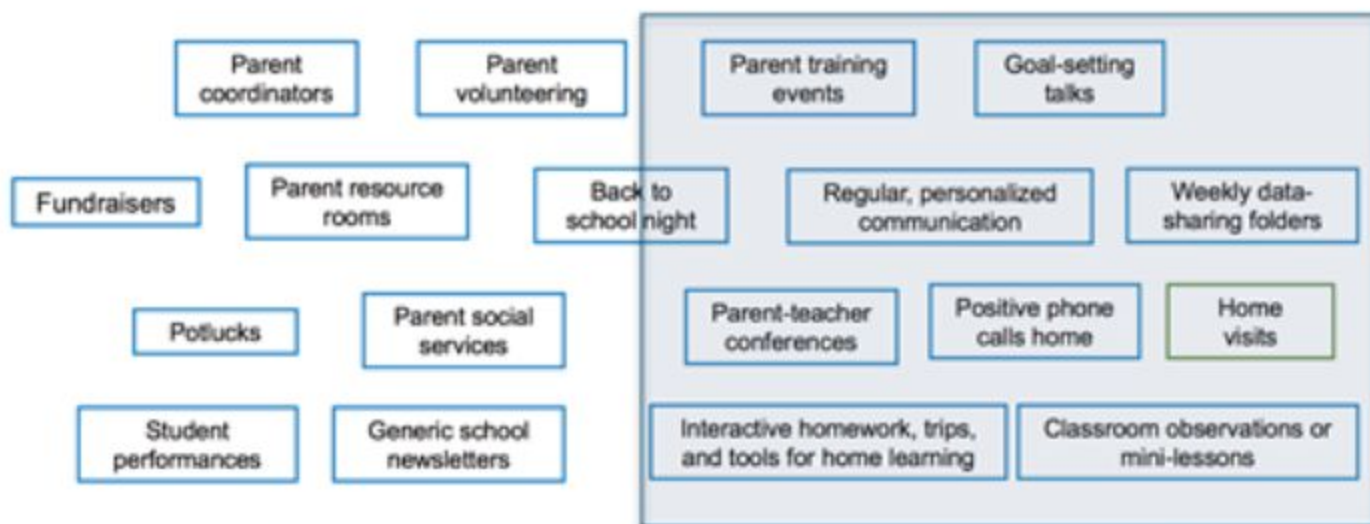 Parent
coordinators
Parent
volunteering
Parent training
events
Goal-setting
talks
Fundraisers
Parent resource
rooms
Back to
school night
Regular, personalized
communication
Weekly data-
sharing folders
Potlucks
Parent social
services
Parent-teacher
conferences
Positive phone
calls home
Home
visits
Student
performances
Generic school
newsletters
Interactive homework, trips,
and tools for home learning
Classroom observations or
mini-lessons